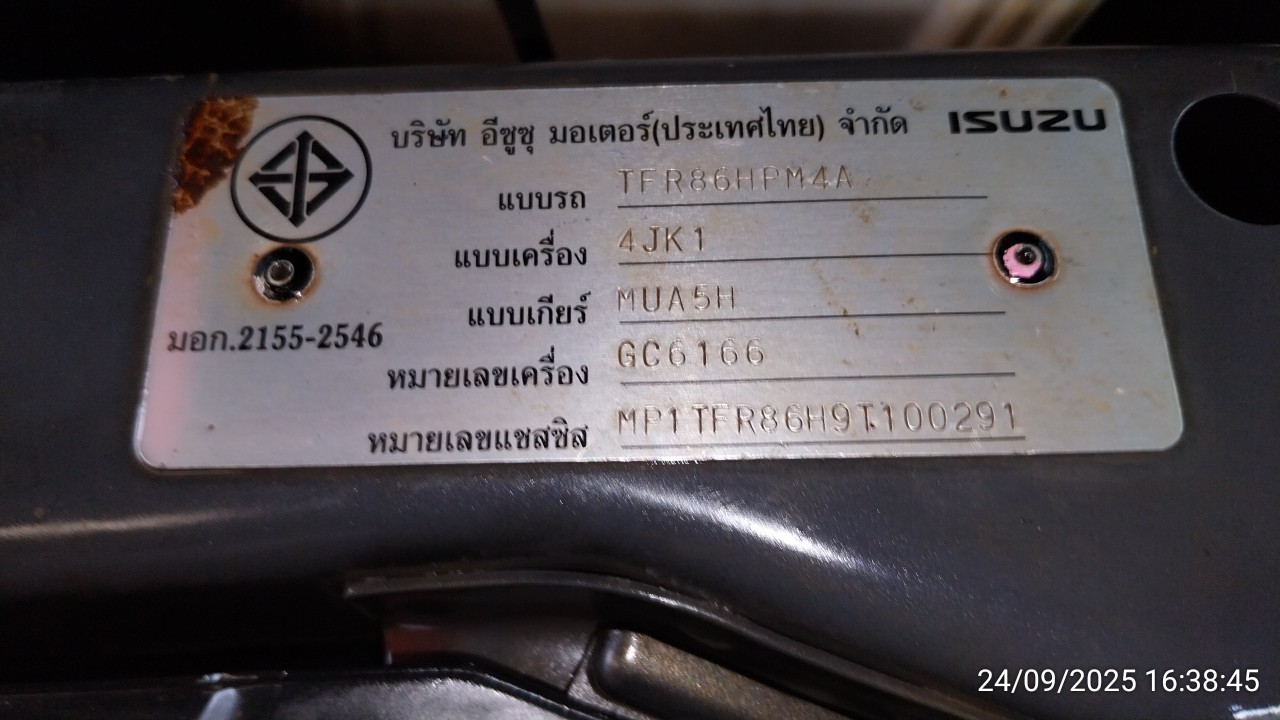 บริษัท อีซูซุ มอเตอร์(ประเทศไทย) จำกัด ISUZU
แบบรถ TFR86HPM4A
แบบเครื่อง 4JK1
แบบเกียร์ MUA5H
มอก.2155-2546
หมายเลขเครื่อง GC6166
หมายเลขแชสซิส MP1TFR86H9T100291
24/09/2025 16:38:45